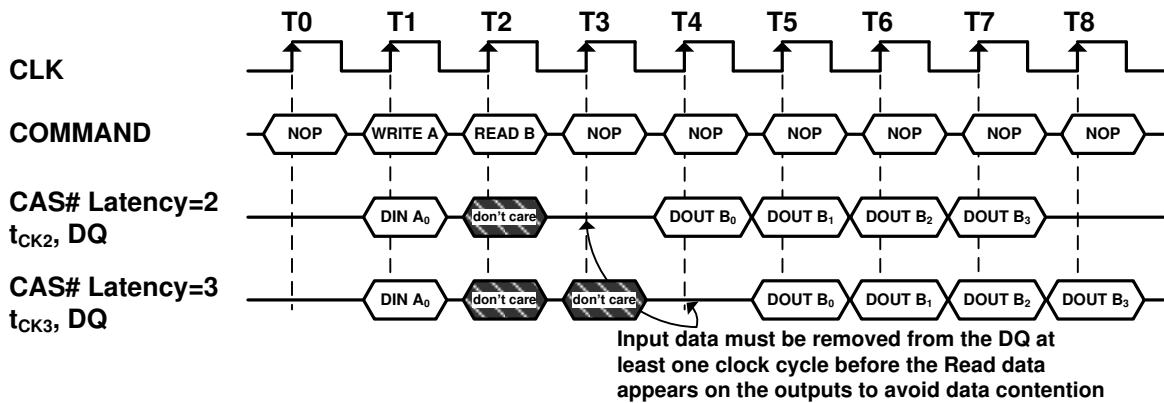 T0 T1 T2 T3 T4 T5 T6 T7 T8
CLK
COMMAND NOP WRITE A READ B NOP NOP NOP NOP NOP NOP
CAS# Latency=2
tCK2, DQ DIN A0 don't care DOUT B0 DOUT B1 DOUT B2 DOUT B3
CAS# Latency=3
tCK3, DQ DIN A0 don't care don't care DOUT B0 DOUT B1 DOUT B2 DOUT B3
Input data must be removed from the DQ at
least one clock cycle before the Read data
appears on the outputs to avoid data contention